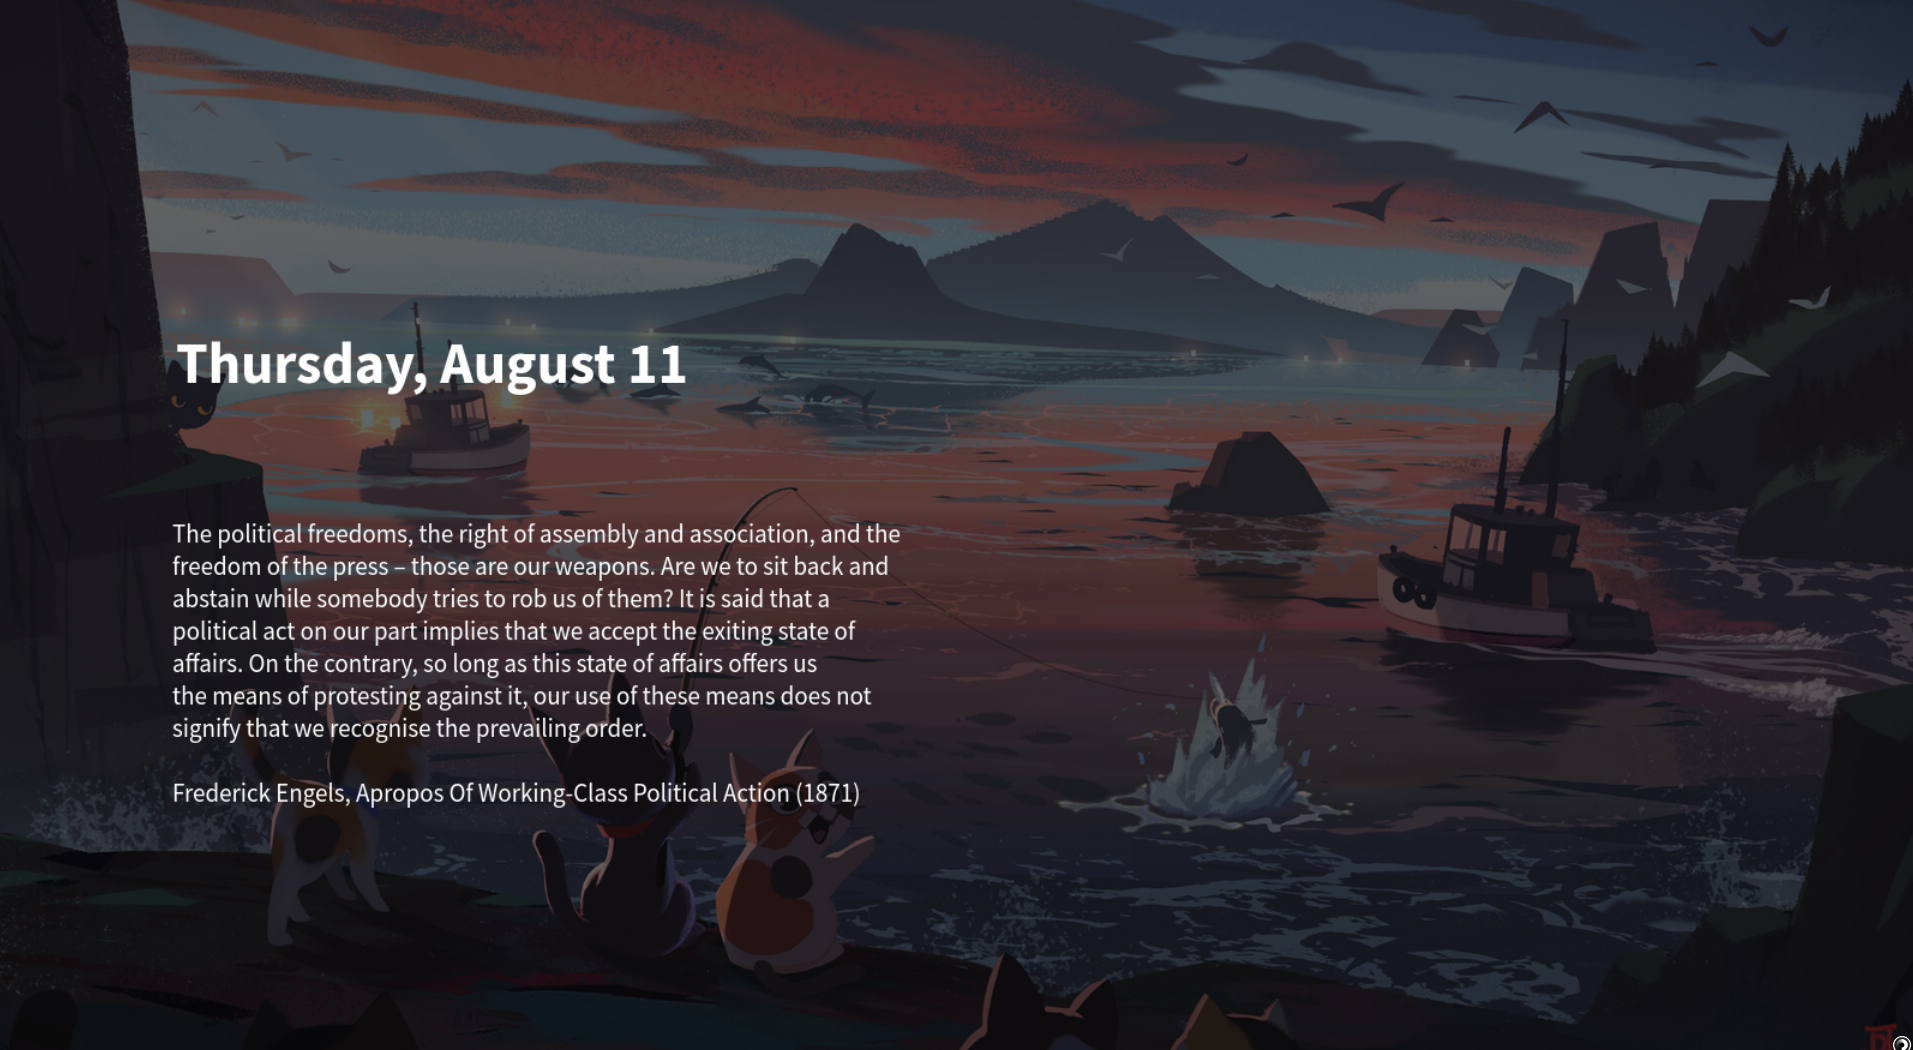 Thursday, August 11
The political freedoms, the right of assembly and association, and the
freedom of the press – those are our weapons. Are we to sit back and
abstain while somebody tries to rob us of them? It is said that a
political act on our part implies that we accept the exiting state of
affairs. On the contrary, so long as this state of affairs offers us
the means of protesting against it, our use of these means does not
signify that we recognise the prevailing order.
Frederick Engels, Apropos Of Working-Class Political Action (1871)